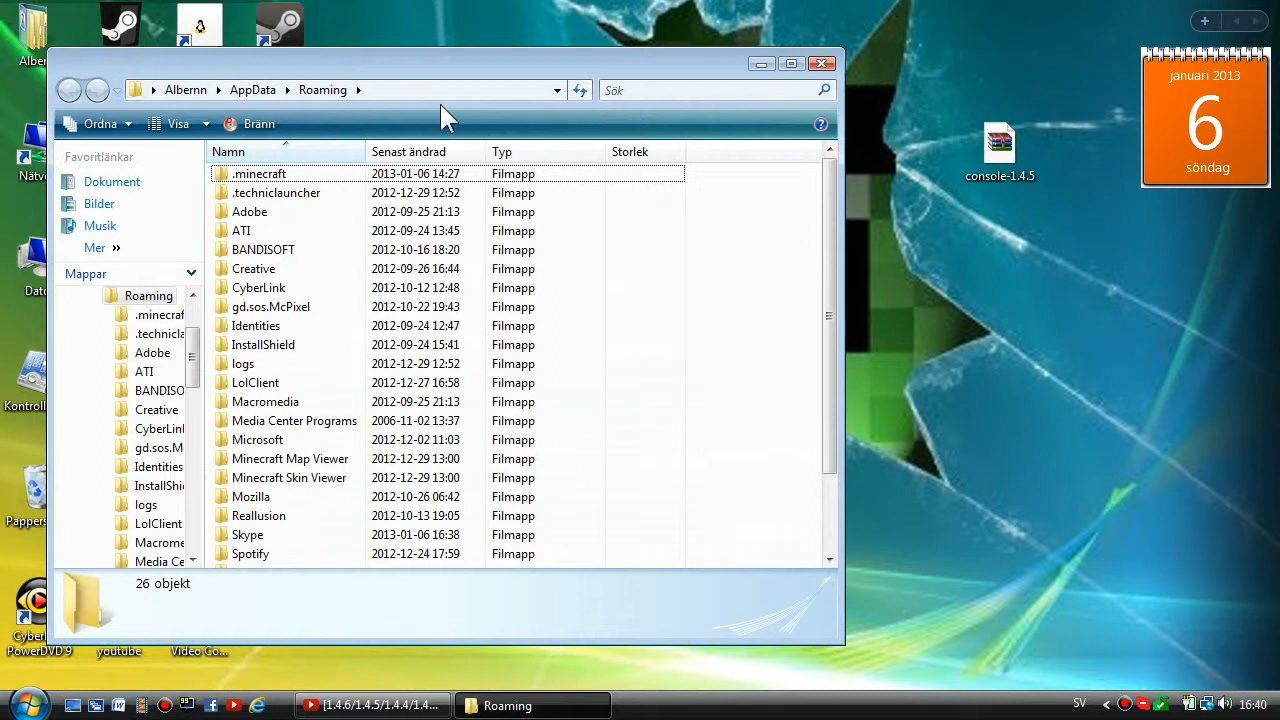 Alber
januari 2013
6
söndag
Albernn
AppData
Roaming
Sök
Ordna
Visa
Bränn
Favoritlänkar
Dokument
Bilder
Musik
Mer »
Mappar
Roaming
.minecraf
.technicla
Adobe
ATI
BANDISO
Creative
CyberLink
gd.sos.M
Identities
InstallShi
logs
LolClient
Macrome
Media Ce
Namn Senast ändrad Typ Storlek
.minecraft 2013-01-06 14:27 Filmapp
.techniclauncher 2012-12-29 12:52 Filmapp
Adobe 2012-09-25 21:13 Filmapp
ATI 2012-09-24 13:45 Filmapp
BANDISOFT 2012-10-16 18:20 Filmapp
Creative 2012-09-26 16:44 Filmapp
CyberLink 2012-10-12 12:48 Filmapp
gd.sos.McPixel 2012-10-22 19:43 Filmapp
Identities 2012-09-24 12:47 Filmapp
InstallShield 2012-09-24 15:41 Filmapp
logs 2012-12-29 12:52 Filmapp
LolClient 2012-12-27 16:58 Filmapp
Macromedia 2012-09-25 21:13 Filmapp
Media Center Programs 2006-11-02 13:37 Filmapp
Microsoft 2012-12-02 11:03 Filmapp
Minecraft Map Viewer 2012-12-29 13:00 Filmapp
Minecraft Skin Viewer 2012-12-29 13:00 Filmapp
Mozilla 2012-10-26 06:42 Filmapp
Reallusion 2012-10-13 19:05 Filmapp
Skype 2013-01-06 16:38 Filmapp
Spotify 2012-12-24 17:59 Filmapp
26 objekt
console-1.4.5
Nätv
Dato
Kontroll
Pappers
Cyber
PowerDVD 9
youtube
Video Co...
[1.4.6/1.4.5/1.4.4/1.4...
Roaming
SV
16:40